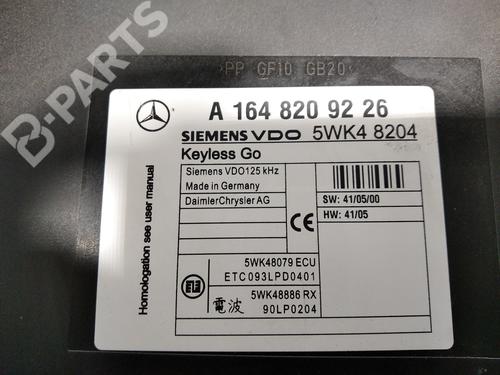 B-PARTS
›PP GF10 GB20‹
A 164 820 92 26
SIEMENS VDO 5WK4 8204
Keyless Go
Siemens VDO125 kHz
Made in Germany
DaimlerChrysler AG
SW: 41/05/00
HW: 41/05
CE
5WK48079 ECU
ETC093LPD0401
5WK48886 RX
電波 90LP0204
Homologation see user manual